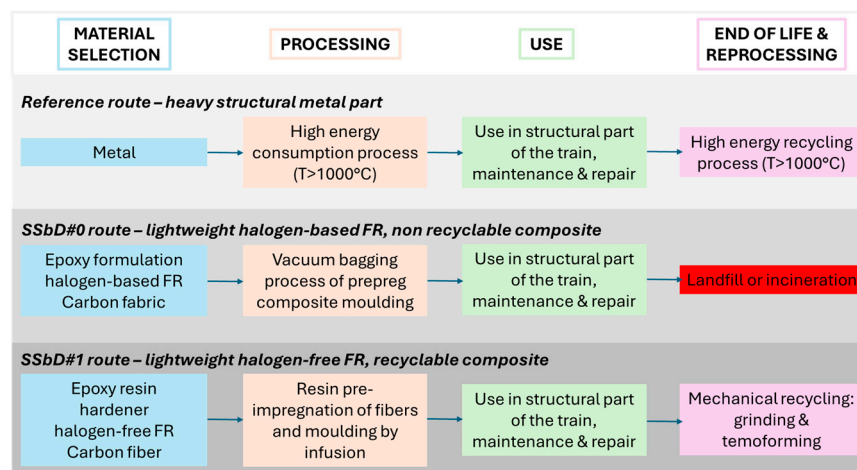 MATERIAL
SELECTION
PROCESSING
USE
END OF LIFE &
REPROCESSING
Reference route – heavy structural metal part
Metal
High energy
consumption process
(T>1000°C)
Use in structural part
of the train,
maintenance & repair
High energy recycling
process (T>1000°C)
SSbD#0 route – lightweight halogen-based FR, non recyclable composite
Epoxy formulation
halogen-based FR
Carbon fabric
Vacuum bagging
process of prepreg
composite moulding
Use in structural part
of the train,
maintenance & repair
Landfill or incineration
SSbD#1 route – lightweight halogen-free FR, recyclable composite
Epoxy resin
hardener
halogen-free FR
Carbon fiber
Resin pre-
impregnation of fibers
and moulding by
infusion
Use in structural part
of the train,
maintenance & repair
Mechanical recycling:
grinding &
temoforming